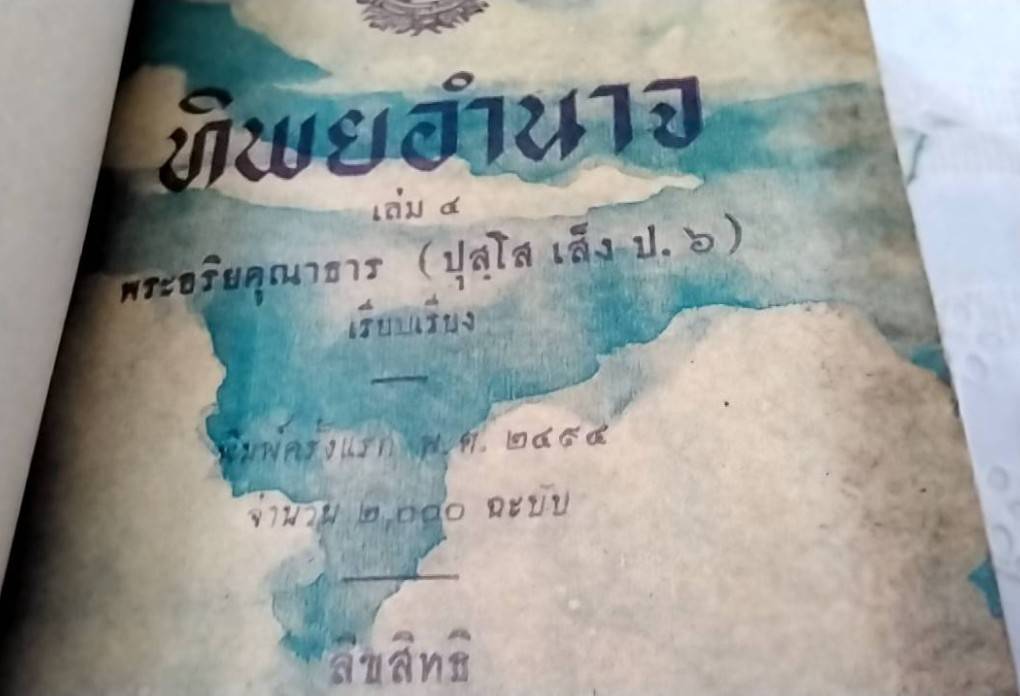 ทิพยอำนาจ
เล่ม ๔
พระอริยคุณาธาร (ปุสฺโส เส็ง ป. ๖)
เรียบเรียง
พิมพ์ครั้งแรก พ.ศ. ๒๔๙๔
จำนวน ๒,๐๐๐ ฉะบับ
ลิขสิทธิ